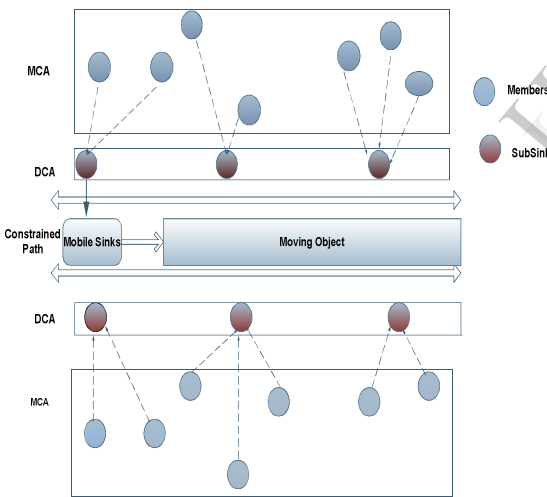 MCA
Members
SubSink
DCA
Constrained
Path
Mobile Sinks
Moving Object
DCA
MCA